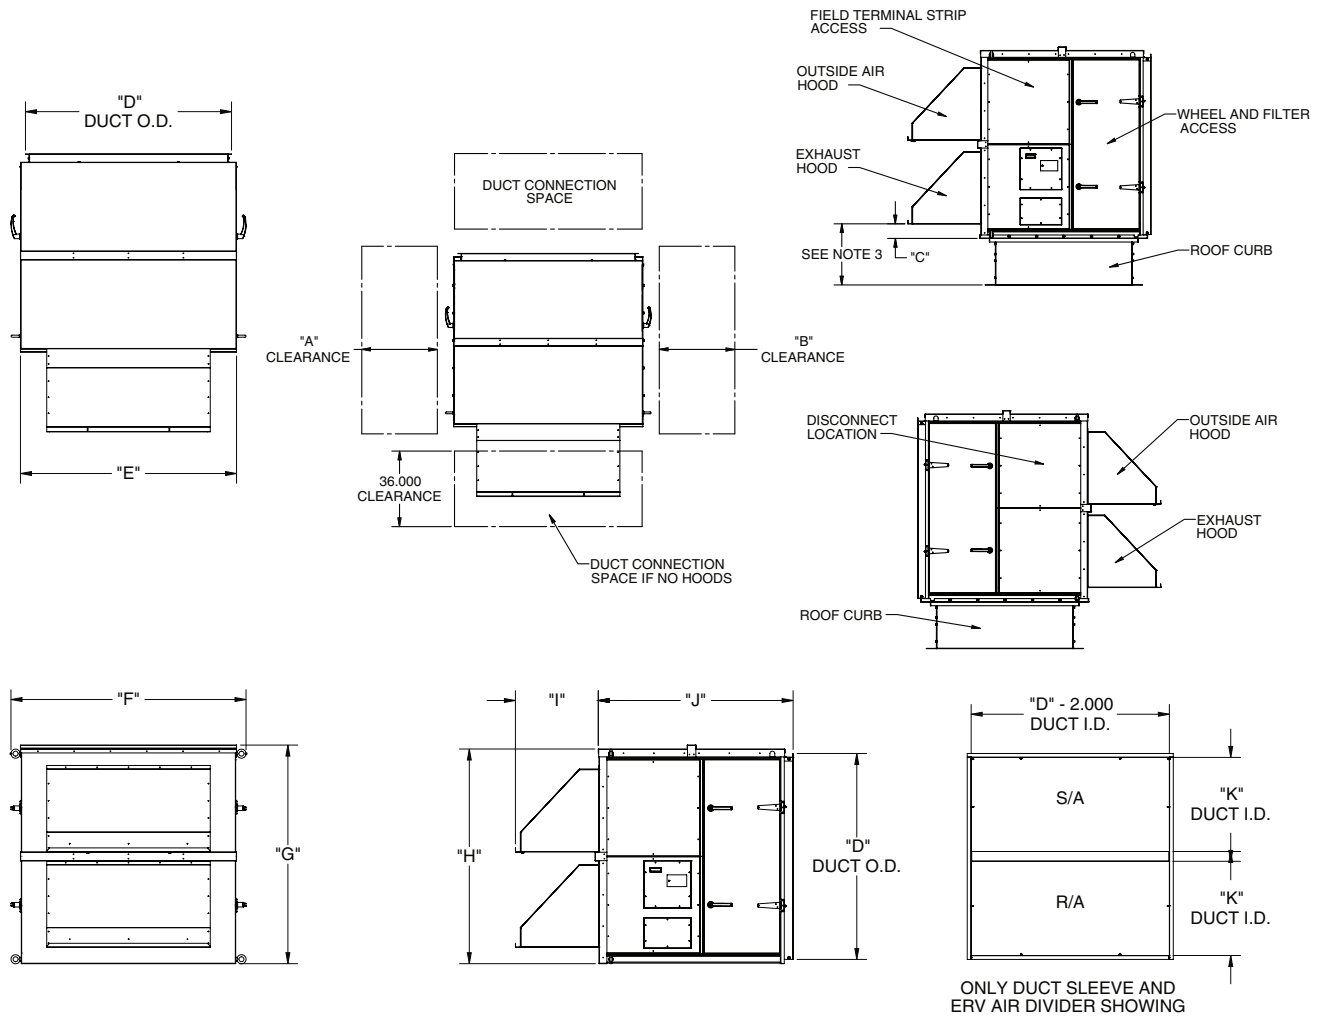 FIELD TERMINAL STRIP
ACCESS
OUTSIDE AIR
HOOD
WHEEL AND FILTER
ACCESS
EXHAUST
HOOD
SEE NOTE 3
"C"
ROOF CURB
"D"
DUCT O.D.
"E"
DUCT CONNECTION
SPACE
"A"
CLEARANCE
"B"
CLEARANCE
36.000
CLEARANCE
DUCT CONNECTION
SPACE IF NO HOODS
DISCONNECT
LOCATION
OUTSIDE AIR
HOOD
EXHAUST
HOOD
ROOF CURB
"F"
"G"
"I"
"J"
"H"
"D"
DUCT O.D.
"D" - 2.000
DUCT I.D.
S/A
"K"
DUCT I.D.
R/A
"K"
DUCT I.D.
ONLY DUCT SLEEVE AND
ERV AIR DIVIDER SHOWING